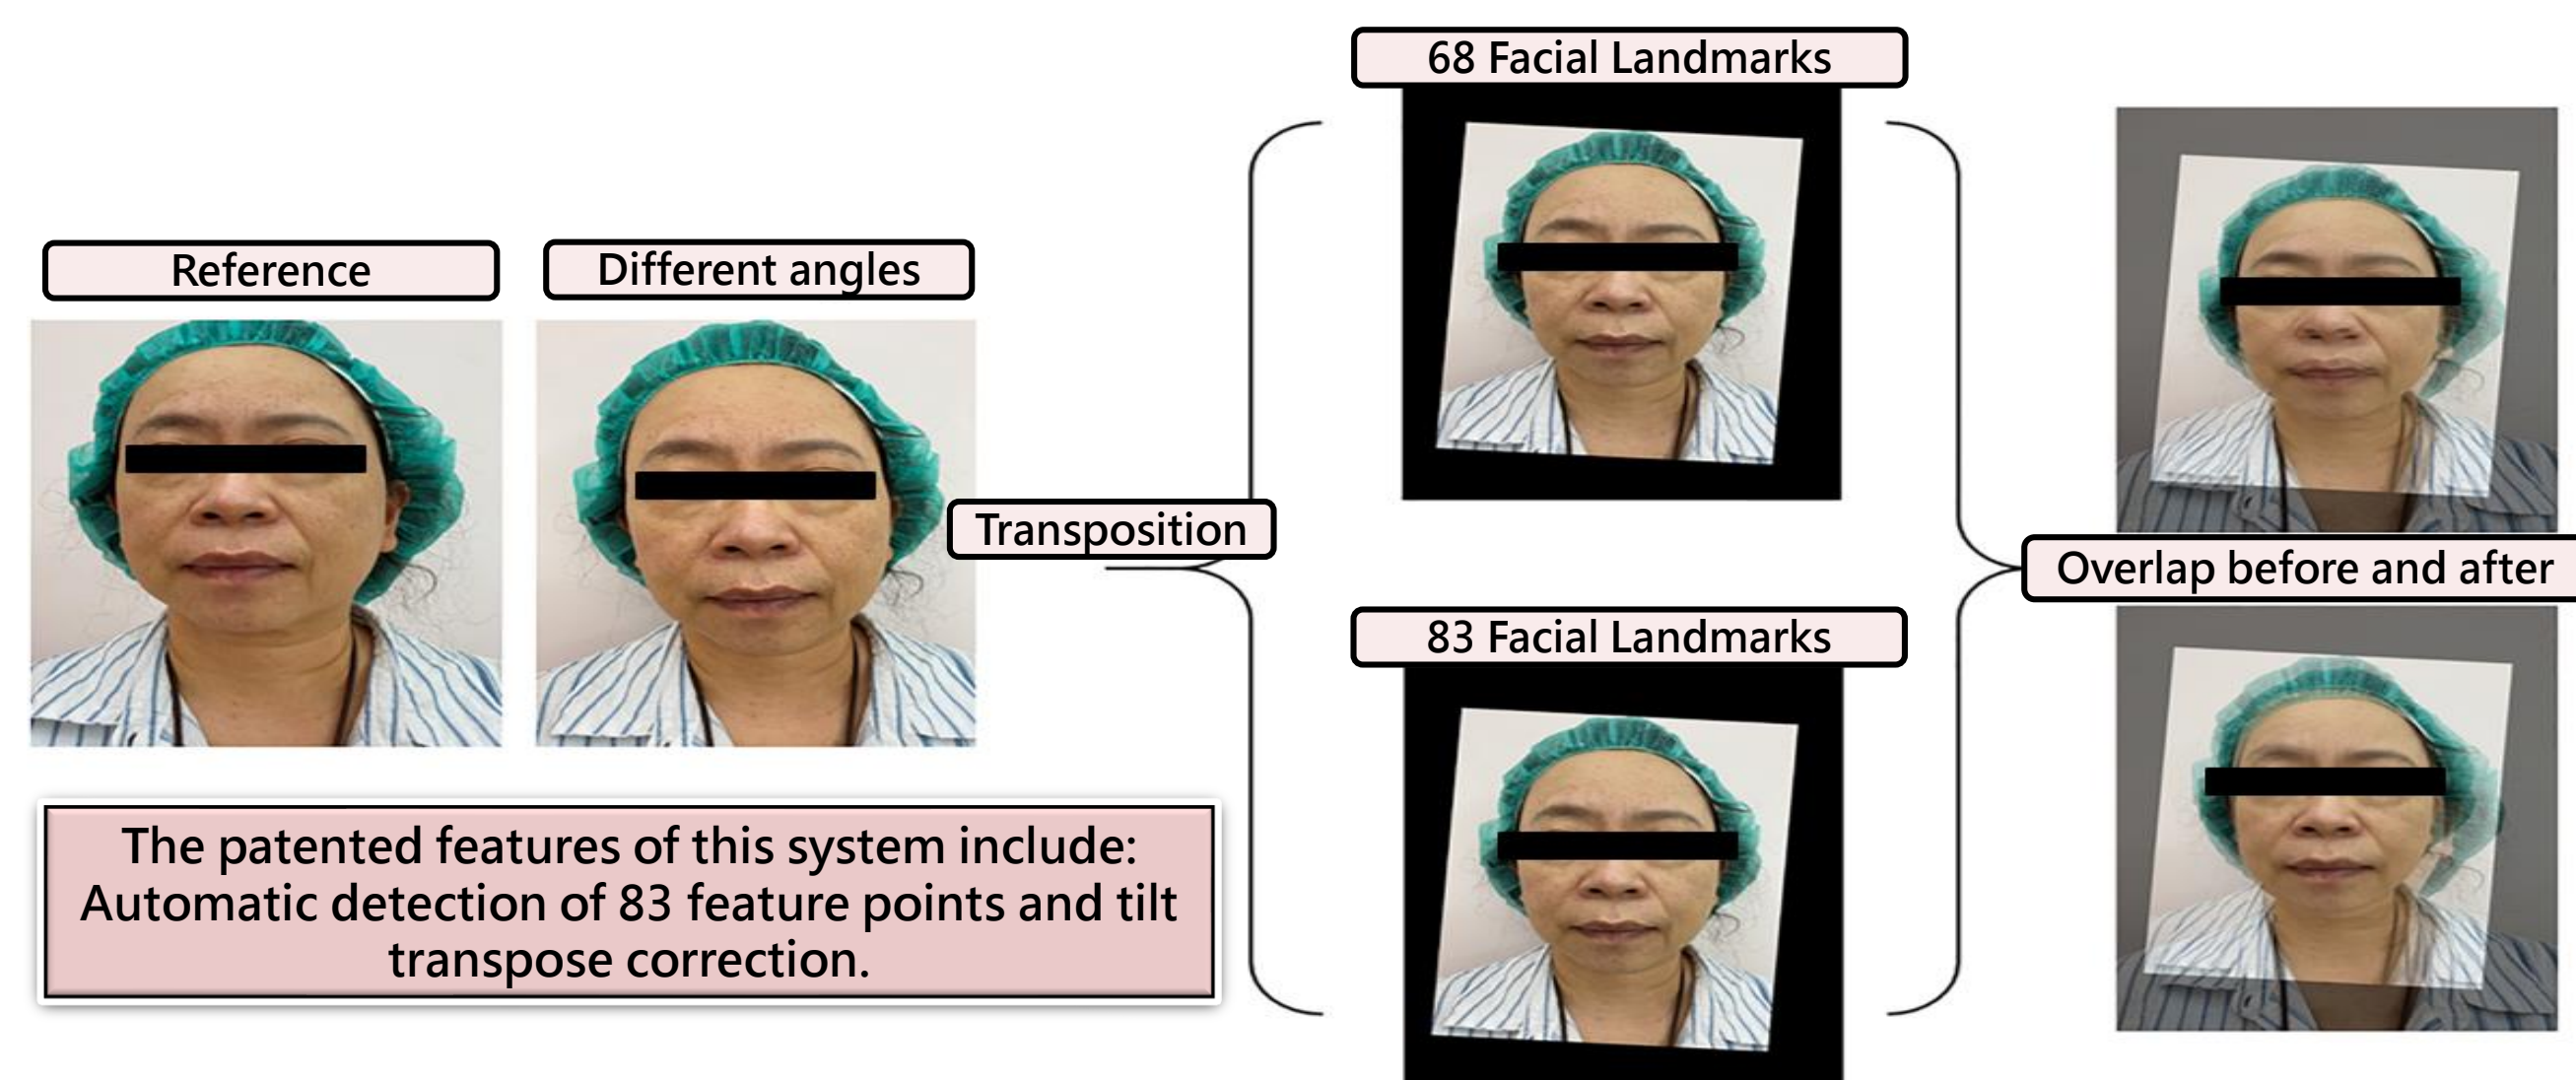 68 Facial Landmarks
Reference
Different angles
Transposition
Overlap before and after
83 Facial Landmarks
The patented features of this system include:
Automatic detection of 83 feature points and tilt
transpose correction.